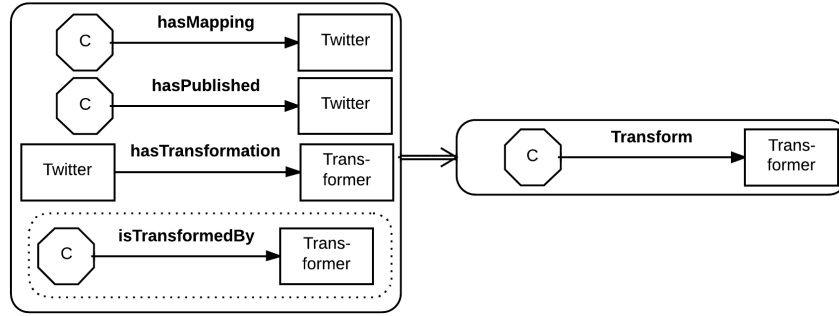 hasMapping
C
Twitter
hasPublished
C
Twitter
hasTransformation
Twitter
Trans-
former
isTransformedBy
C
Trans-
former
Transform
C
Trans-
former